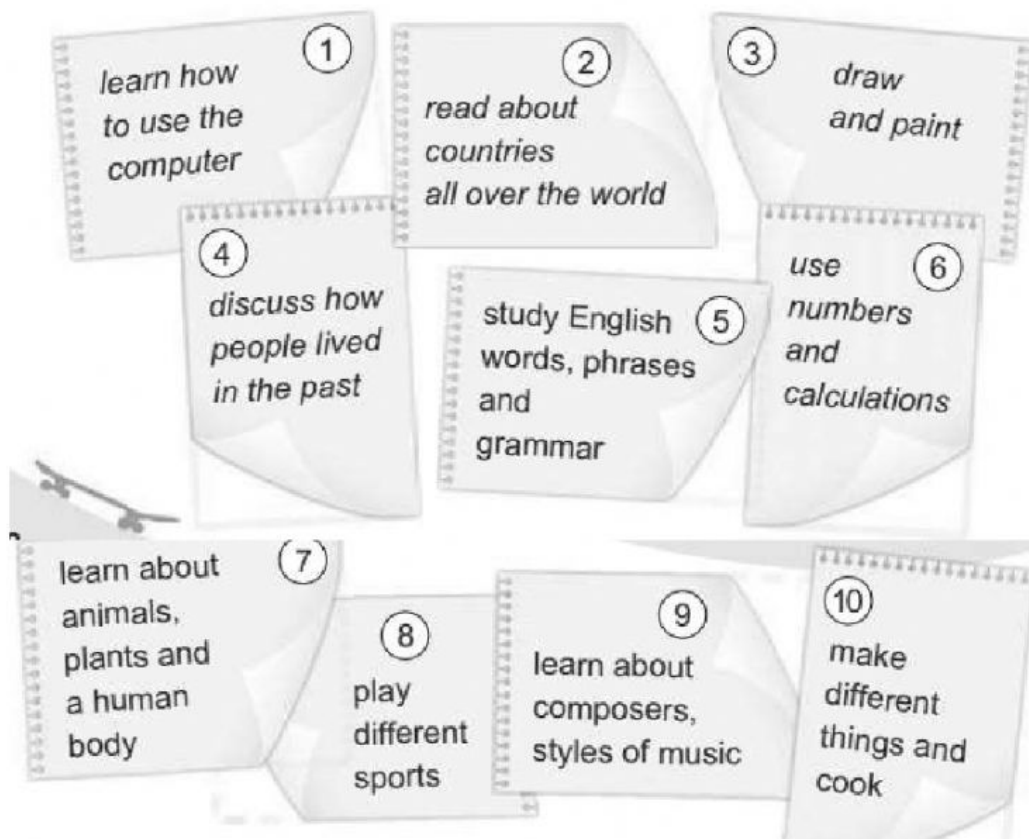 1
learn how
to use the
computer
2
read about
countries
all over the world
3
draw
and paint
4
discuss how
people lived
in the past
5
study English
words, phrases
and
grammar
6
use
numbers
and
calculations
7
learn about
animals,
plants and
a human
body
8
play
different
sports
9
learn about
composers,
styles of music
10
make
different
things and
cook